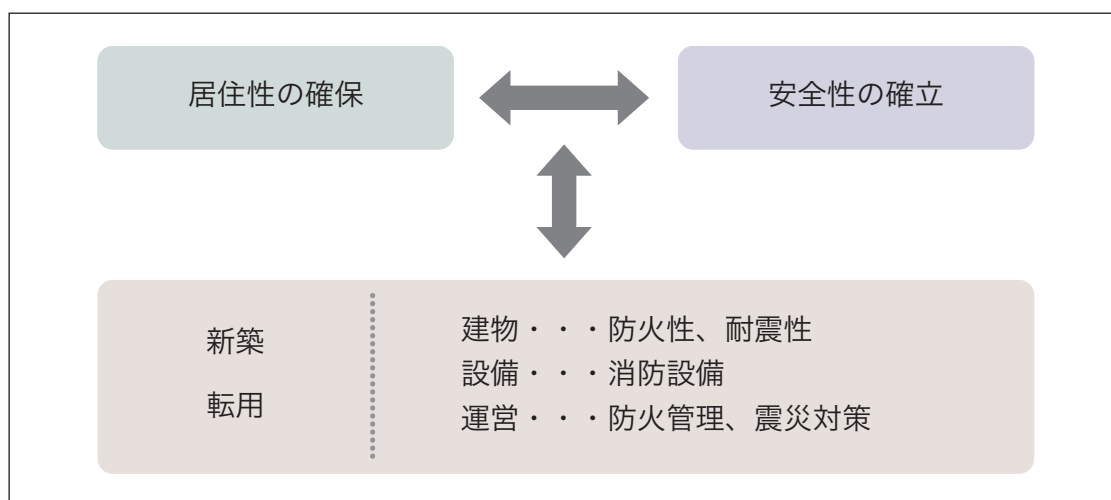 居住性の確保
安全性の確立
新築
転用
建物・・・防火性、耐震性
設備・・・消防設備
運営・・・防火管理、震災対策